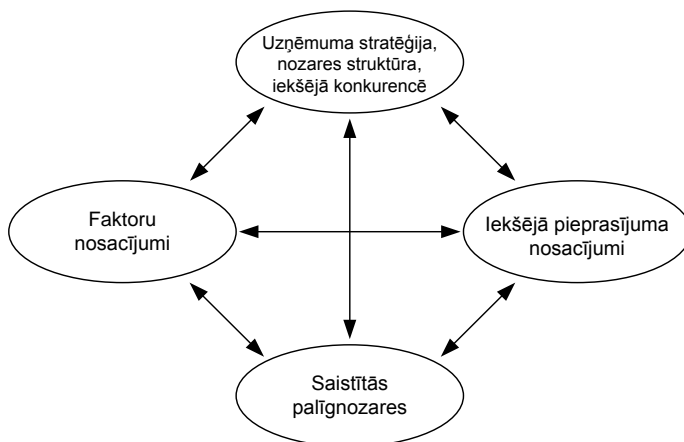 Uzņēmuma stratēģija,
nozares struktūra,
iekšējā konkurencē
Faktoru
nosacījumi
Iekšējā pieprasījuma
nosacījumi
Saistītās
palīgnozares